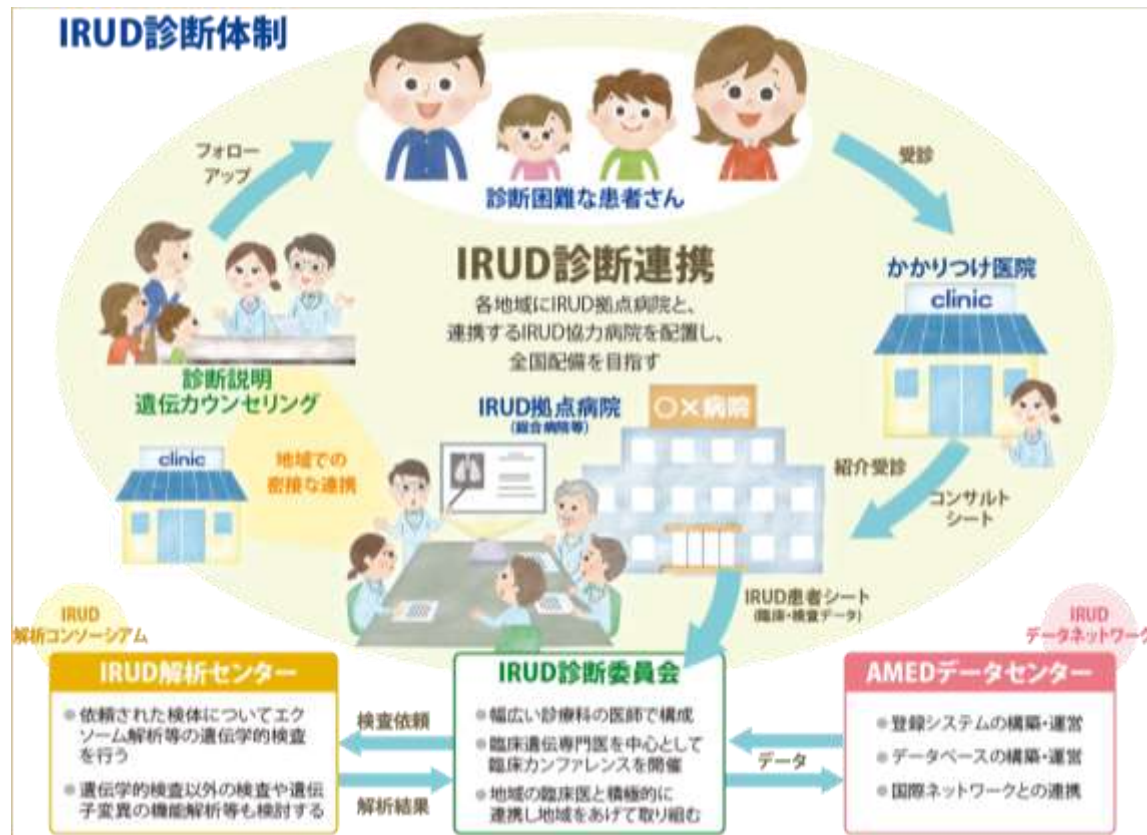 IRUD診断体制
フォロー
アップ
受診
診断困難な患者さん
IRUD診断連携
各地域にIRUD拠点病院と、
連携するIRUD協力病院を配置し、
全国配備を目指す
かかりつけ医院
clinic
診断説明
遺伝カウンセリング
IRUD拠点病院
(総合病院等)
〇×病院
clinic
地域での
密接な連携
紹介受診
コンサルト
シート
IRUD患者シート
(臨床・検査データ)
IRUD
解析コンソーシアム
IRUD
データネットワーク
IRUD解析センター
●依頼された検体についてエク
ソーム解析等の遺伝学的検査
を行う
●遺伝学的検査以外の検査や遺伝
子変異の機能解析等も検討する
検査依頼
解析結果
IRUD診断委員会
●幅広い診療科の医師で構成
●臨床遺伝専門医を中心として
臨床カンファレンスを開催
●地域の臨床医と積極的に
連携し地域をあげて取り組む
データ
AMEDデータセンター
●登録システムの構築・運営
●データベースの構築・運営
●国際ネットワークとの連携